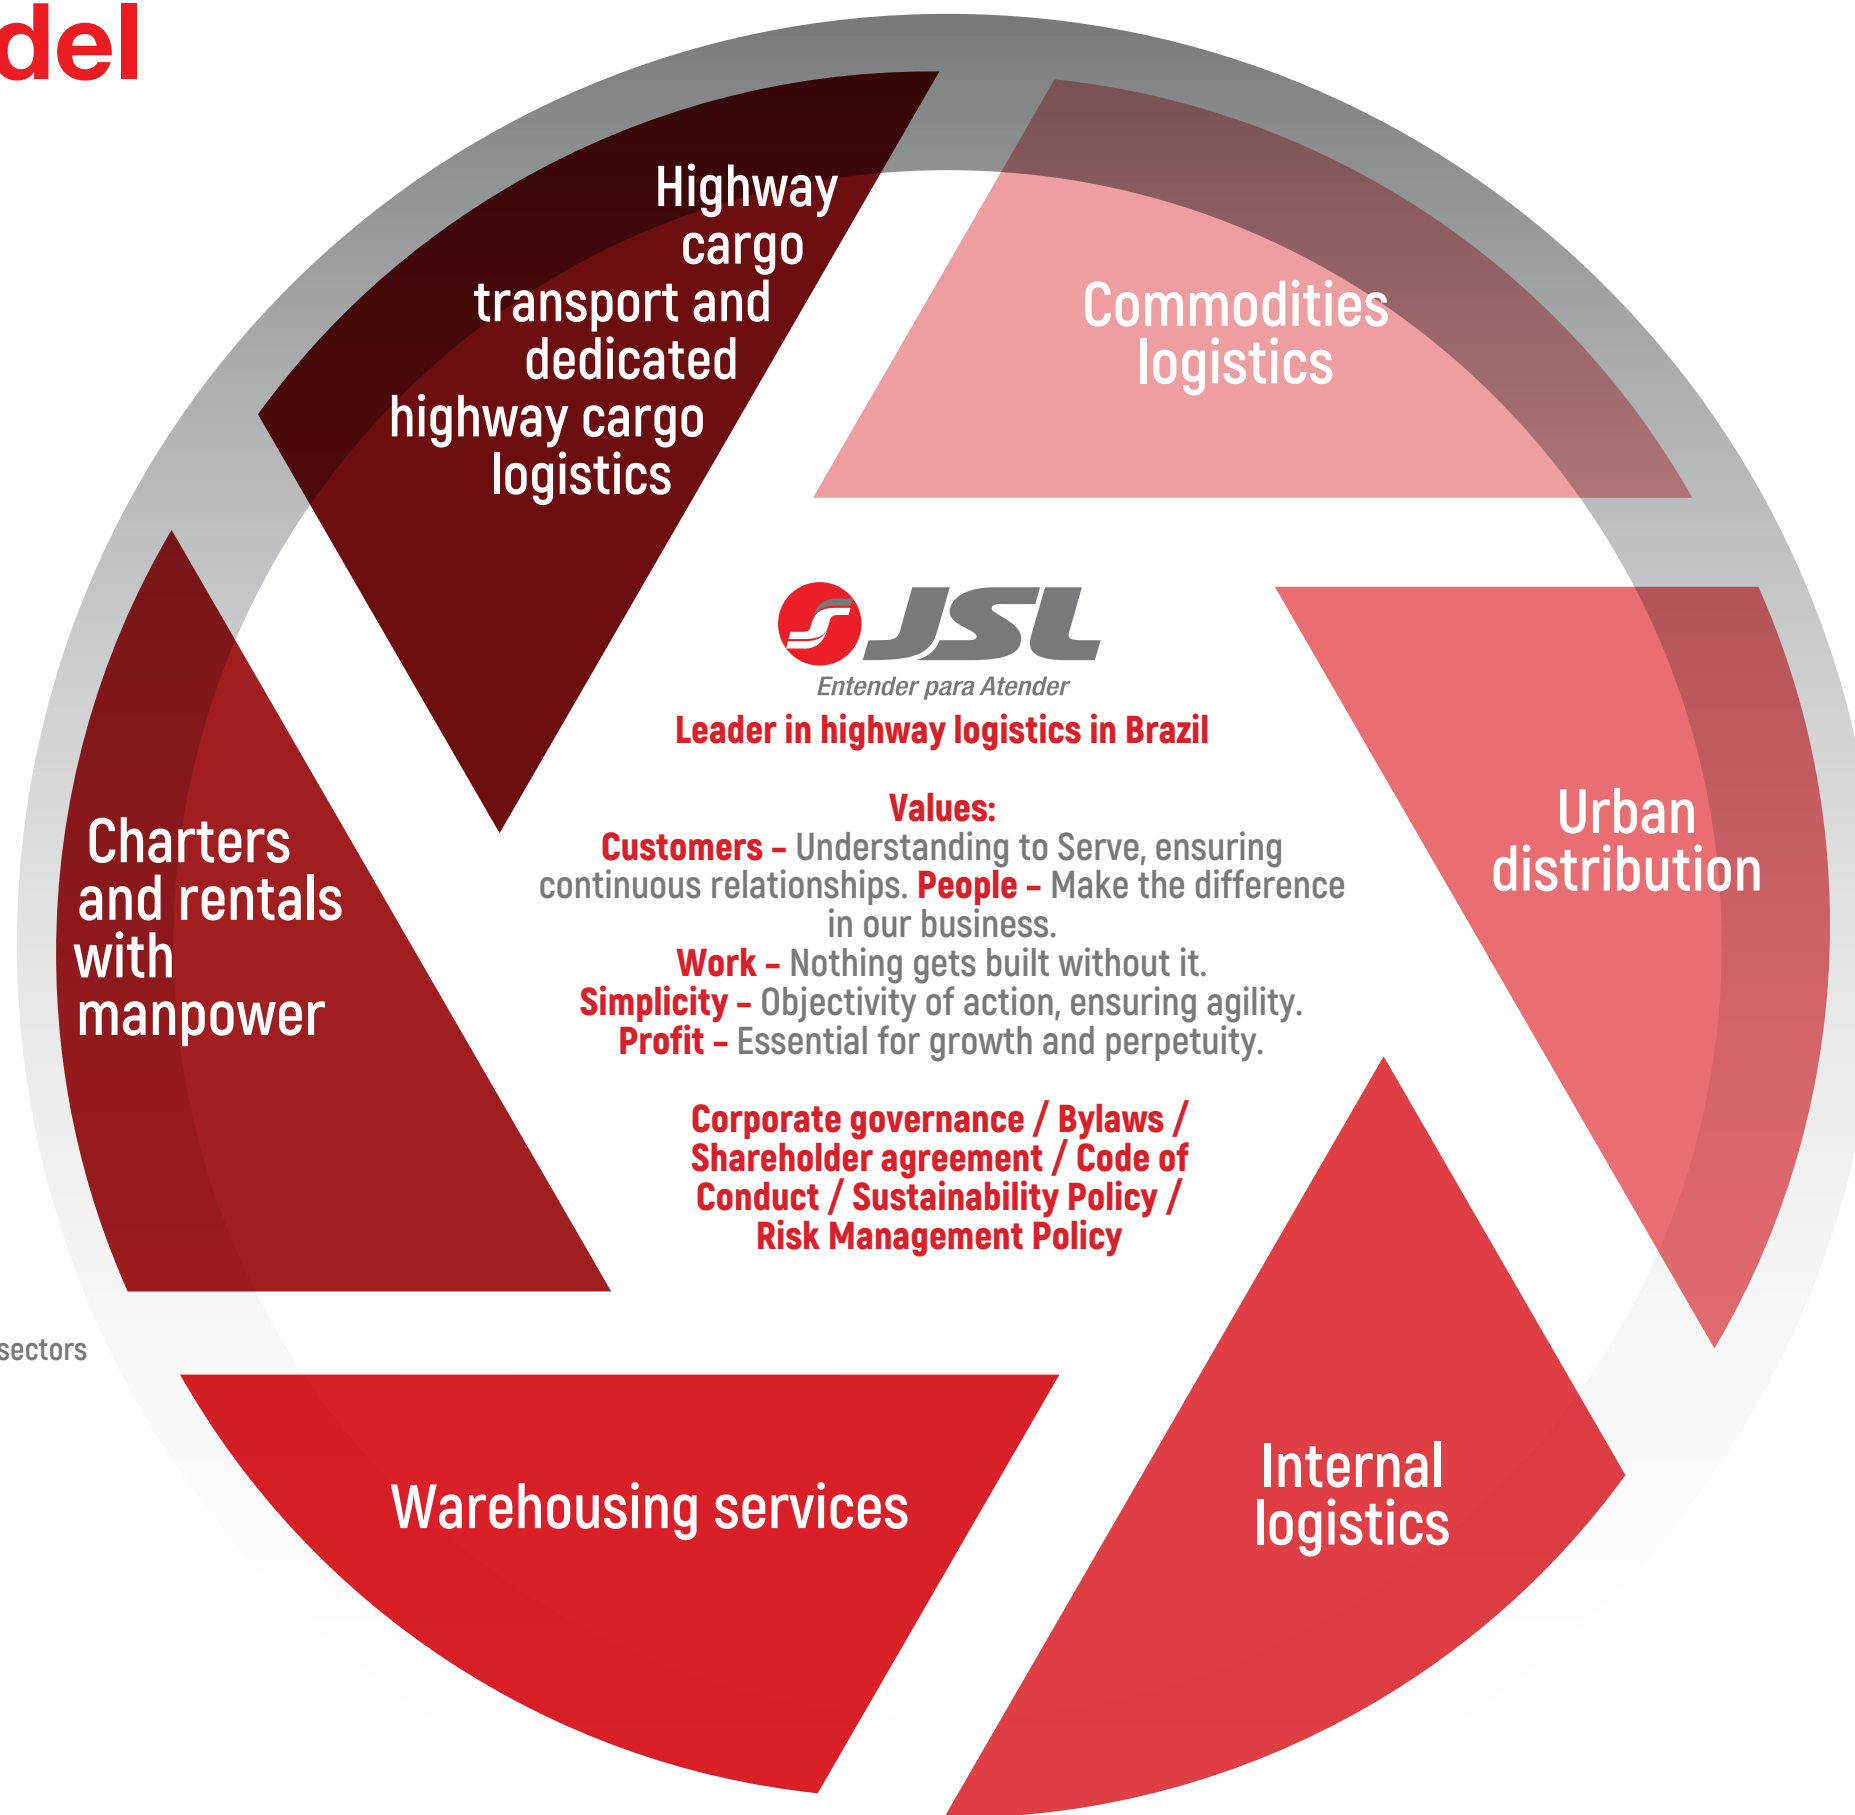 del
Highway
cargo
transport and
dedicated
highway cargo
logistics
Commodities
logistics
JSL
Entender para Atender
Leader in highway logistics in Brazil
Values:
Customers – Understanding to Serve, ensuring
continuous relationships. People – Make the difference
in our business.
Work – Nothing gets built without it.
Simplicity – Objectivity of action, ensuring agility.
Profit – Essential for growth and perpetuity.
Corporate governance / Bylaws /
Shareholder agreement / Code of
Conduct / Sustainability Policy /
Risk Management Policy
Urban
distribution
Charters
and rentals
with
manpower
sectors
Warehousing services
Internal
logistics